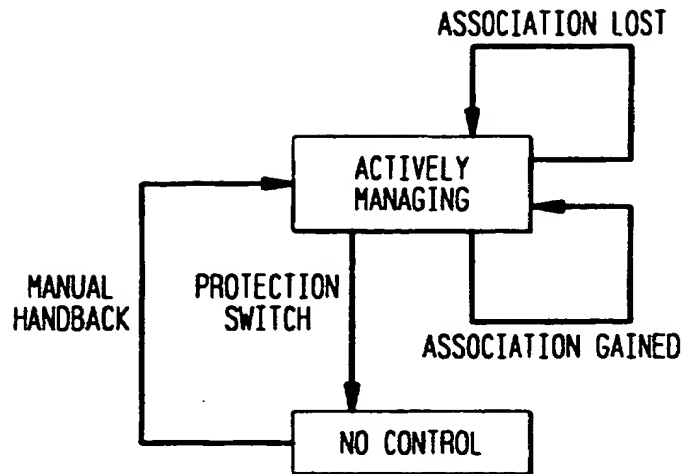 ASSOCIATION LOST
ACTIVELY
MANAGING
MANUAL
HANDBACK
PROTECTION
SWITCH
ASSOCIATION GAINED
NO CONTROL